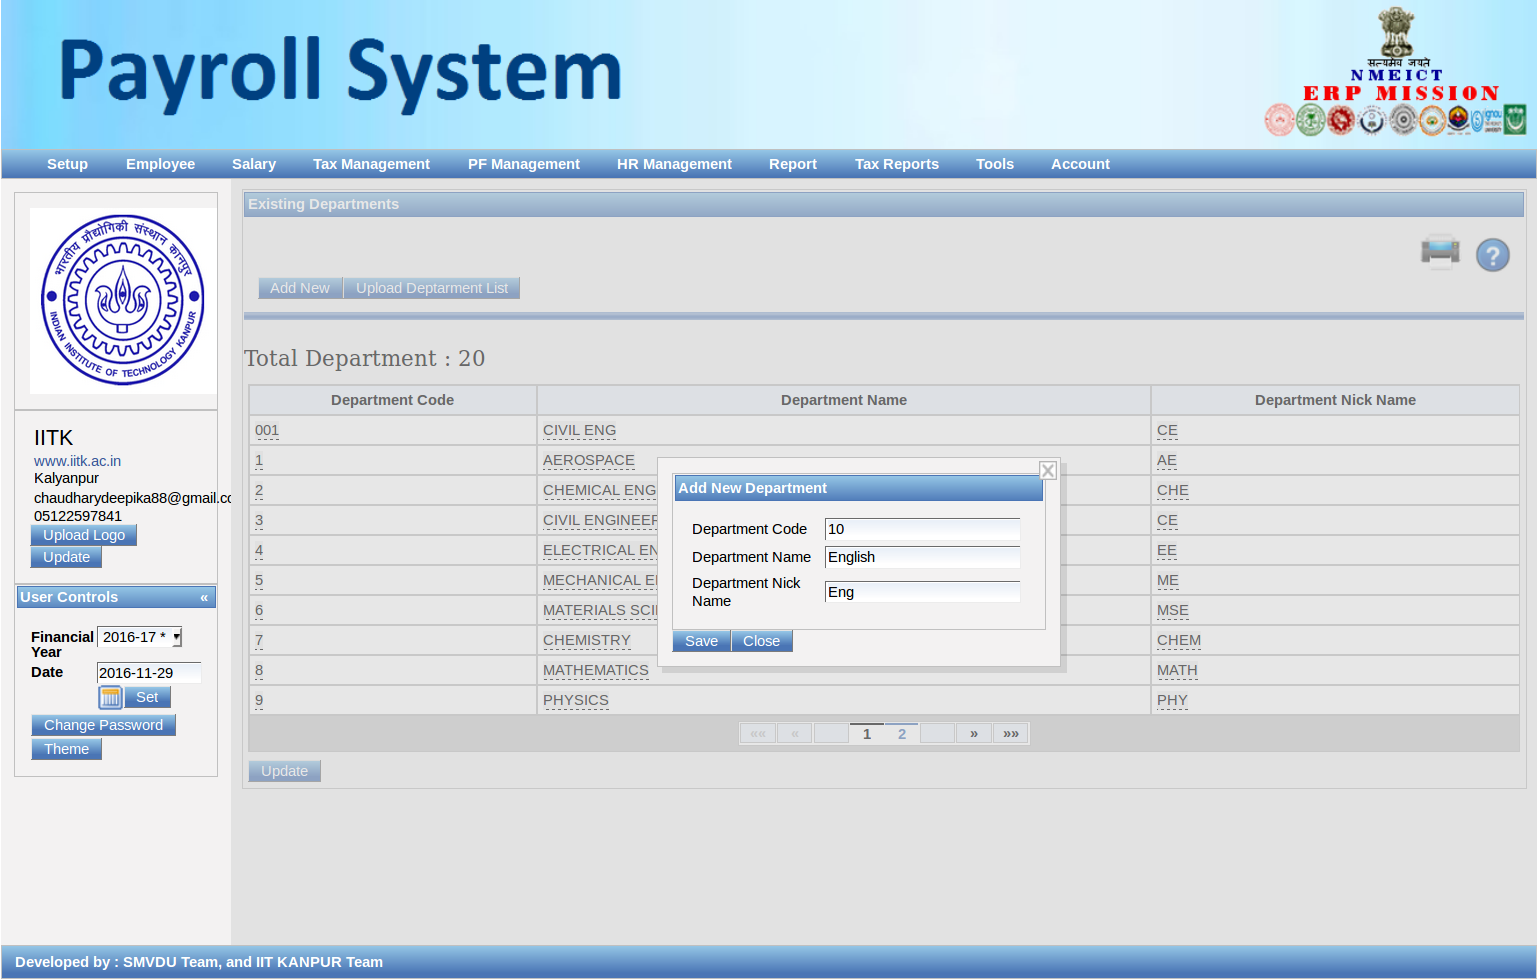 Payroll System
सत्यमेव जयते
NMEICT
ERP MISSION
Setup Employee Salary Tax Management PF Management HR Management Report Tax Reports Tools Account
भारतीय प्रौद्योगिकी संस्थान कानपुर
INDIAN INSTITUTE OF TECHNOLOGY KANPUR
IITK
www.iitk.ac.in
Kalyanpur
chaudharydeepika88@gmail.co
05122597841
Upload Logo
Update
User Controls «
Financial Year 2016-17 *
Date 2016-11-29
Set
Change Password
Theme
Existing Departments
?
Add New Upload Deptarment List
Total Department : 20
Department Code Department Name Department Nick Name
001 CIVIL ENG CE
1 AEROSPACE AE
2 CHEMICAL ENG CHE
3 CIVIL ENGINEER CE
4 ELECTRICAL EN EE
5 MECHANICAL E ME
6 MATERIALS SCI MSE
7 CHEMISTRY CHEM
8 MATHEMATICS MATH
9 PHYSICS PHY
«« « 1 2 » »»
Update
Add New Department
Department Code 10
Department Name English
Department Nick Name Eng
Save Close
Developed by : SMVDU Team, and IIT KANPUR Team